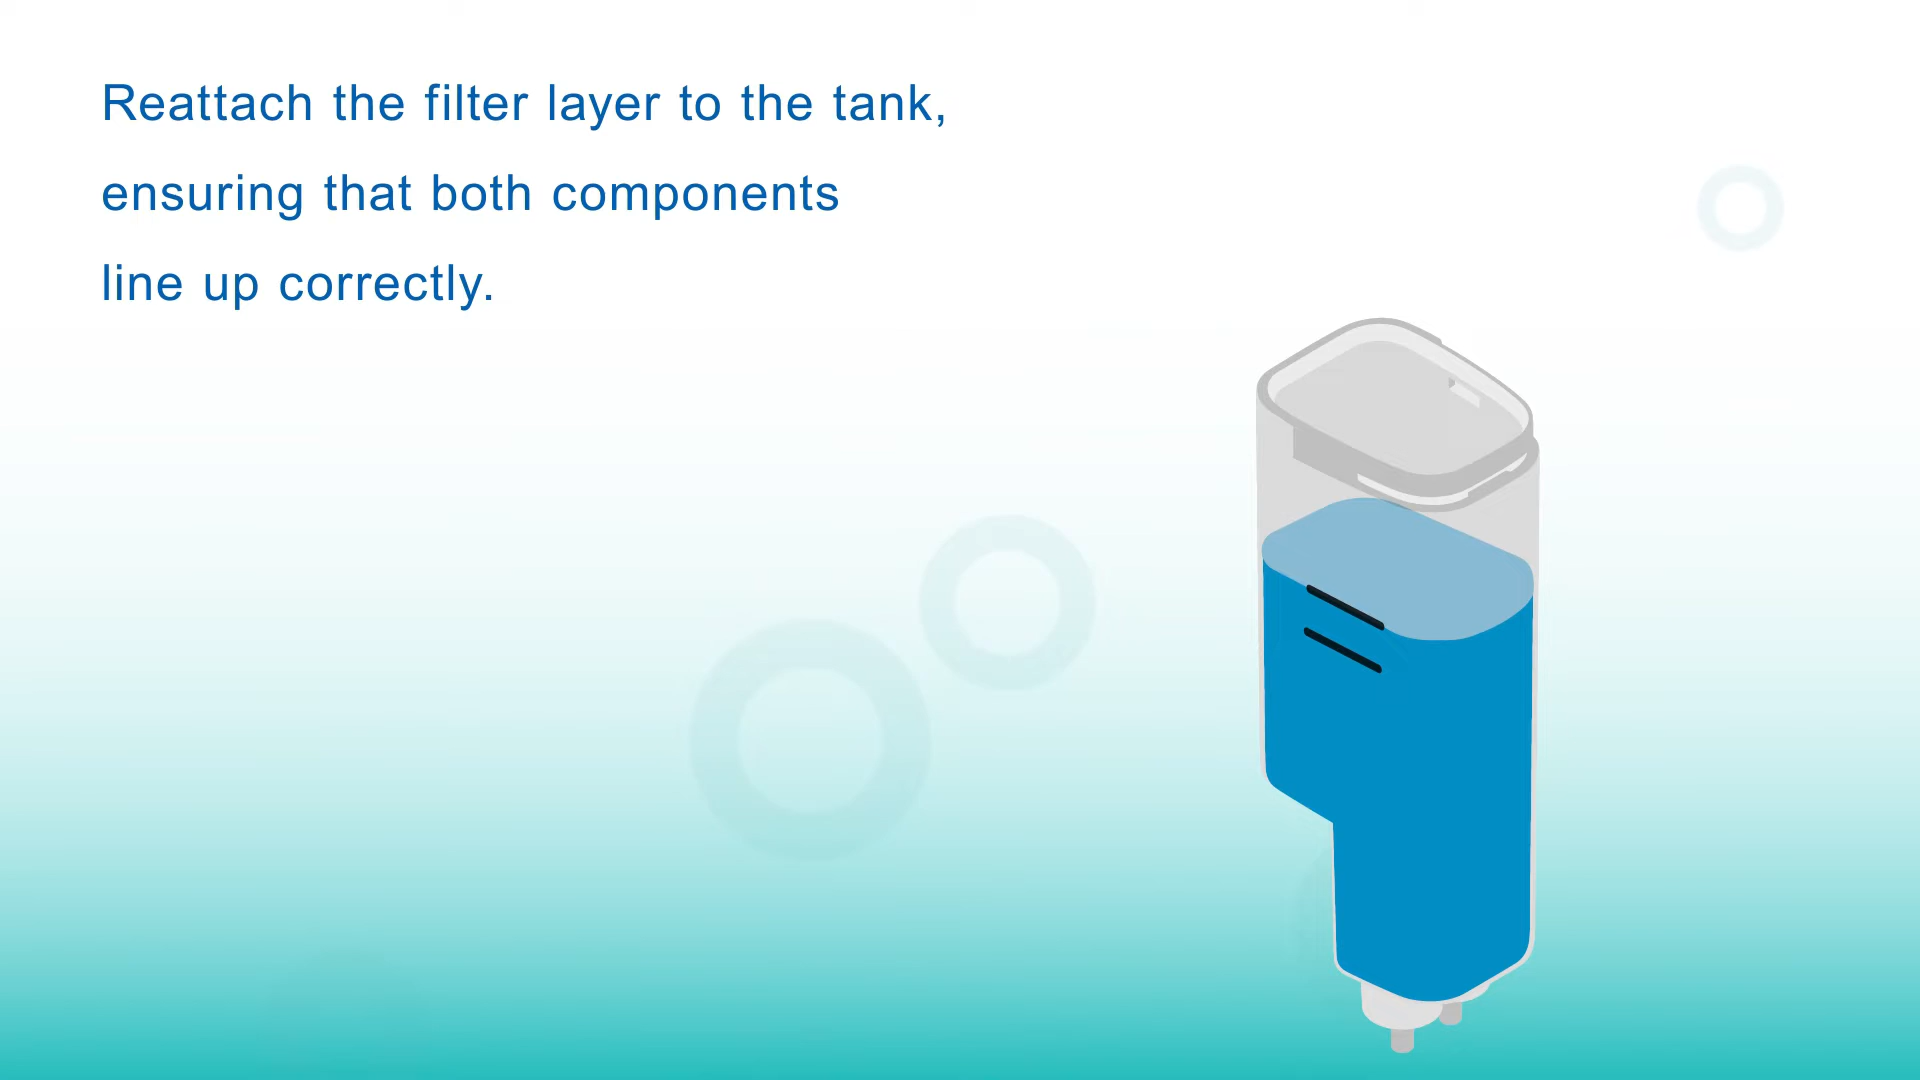 Reattach the filter layer to the tank,
ensuring that both components
line up correctly.